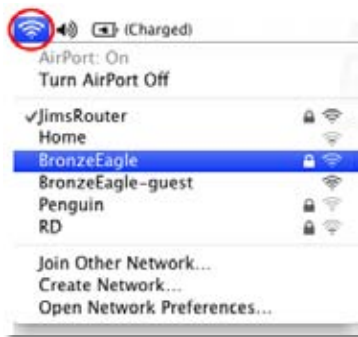 (Charged)
AirPort: On
Turn AirPort Off
✓JimsRouter
Home
BronzeEagle
BronzeEagle-guest
Penguin
RD
Join Other Network...
Create Network...
Open Network Preferences...